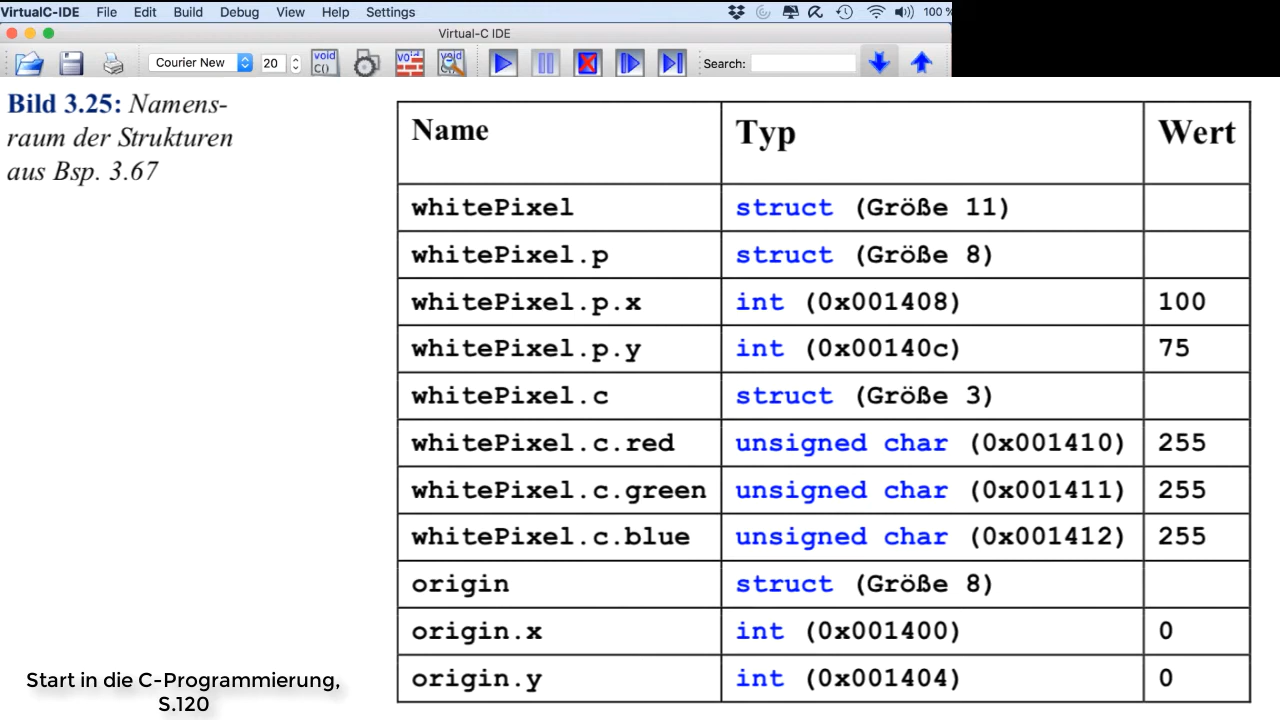 VirtualC-IDE File Edit Build Debug View Help Settings 100 %
Virtual-C IDE
void C() Courier New 20 Search:
Bild 3.25: Namens-
raum der Strukturen
aus Bsp. 3.67
Name Typ Wert
whitePixel struct (Größe 11)
whitePixel.p struct (Größe 8)
whitePixel.p.x int (0x001408) 100
whitePixel.p.y int (0x00140c) 75
whitePixel.c struct (Größe 3)
whitePixel.c.red unsigned char (0x001410) 255
whitePixel.c.green unsigned char (0x001411) 255
whitePixel.c.blue unsigned char (0x001412) 255
origin struct (Größe 8)
origin.x int (0x001400) 0
origin.y int (0x001404) 0
Start in die C-Programmierung,
S.120